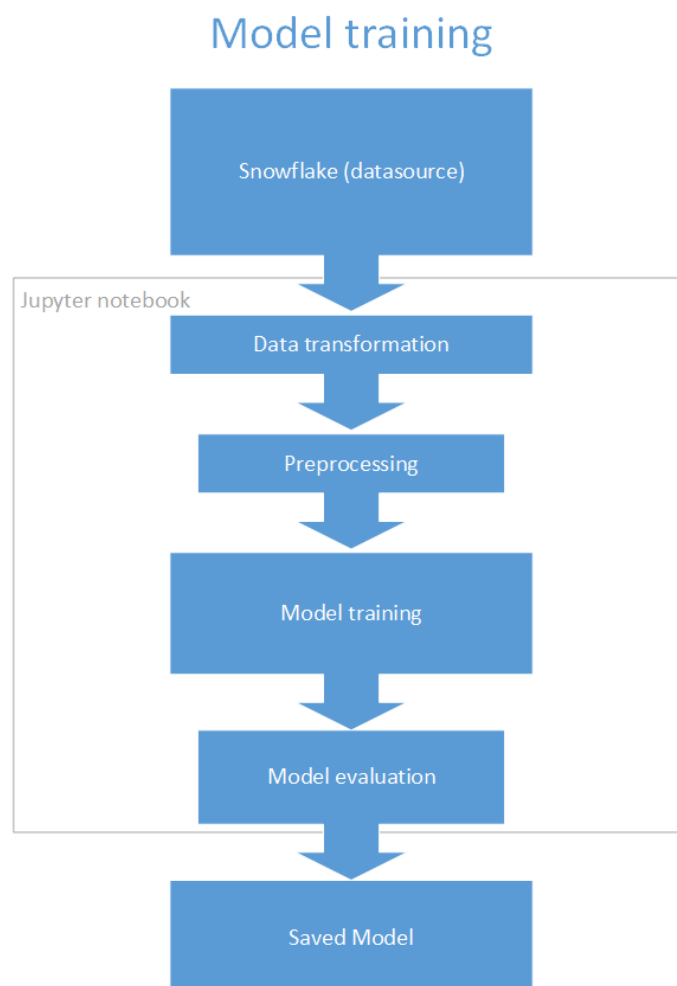 Model training
Snowflake (datasource)
Jupyter notebook
Data transformation
Preprocessing
Model training
Model evaluation
Saved Model